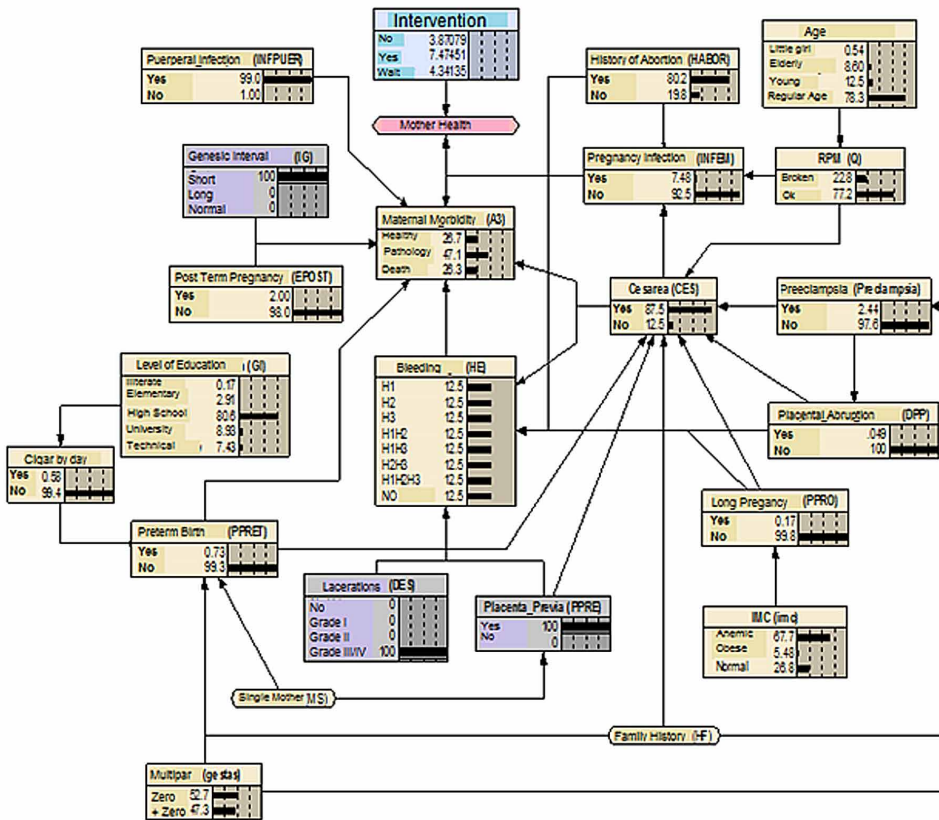 Intervention
No 3.87079
Yes 7.47451
Wait 4.34135
Mother Health
Puerperal_Infection (INFPUER)
Yes 99.0
No 1.00
History of Abortion (HABOR)
Yes 80.2
No 19.8
Age
Little girl 0.54
Elderly 8.60
Young 12.5
Regular Age 78.3
Genesic Interval (IG)
Short 100
Long 0
Normal 0
Pregnancy Infection (INFEM)
Yes 7.48
No 92.5
RPM (Q)
Broken 22.8
Ok 77.2
Maternal Morbidity (A3)
Healthy 26.7
Pathology 47.1
Death 26.3
Post Term Pregnancy (EPOST)
Yes 2.00
No 98.0
Cesarea (CES)
Yes 87.5
No 12.5
Preeclampsia (Preclampsia)
Yes 2.44
No 97.6
Level of Education (GI)
Illiterate 0.17
Elementary 2.91
High School 80.6
University 8.93
Technical 7.43
Bleeding_ (HE)
H1 12.5
H2 12.5
H3 12.5
H1H2 12.5
H1H3 12.5
H2H3 12.5
H1H2H3 12.5
NO 12.5
Placental_Abruption (DPP)
Yes .049
No 100
Cigar by day
Yes 0.58
No 99.4
Long Pregancy (PPRO)
Yes 0.17
No 99.8
Preterm Birth (PPRET)
Yes 0.73
No 99.3
Lacerations (DES)
No 0
Grade I 0
Grade II 0
Grade III/IV 100
Placenta_Previa (PPRE)
Yes 100
No 0
IMC (imc)
Anemic 67.7
Obese 5.48
Normal 26.8
Single Mother (MS)
Family History (HF)
Multipar (gestas)
Zero 52.7
+ Zero 47.3